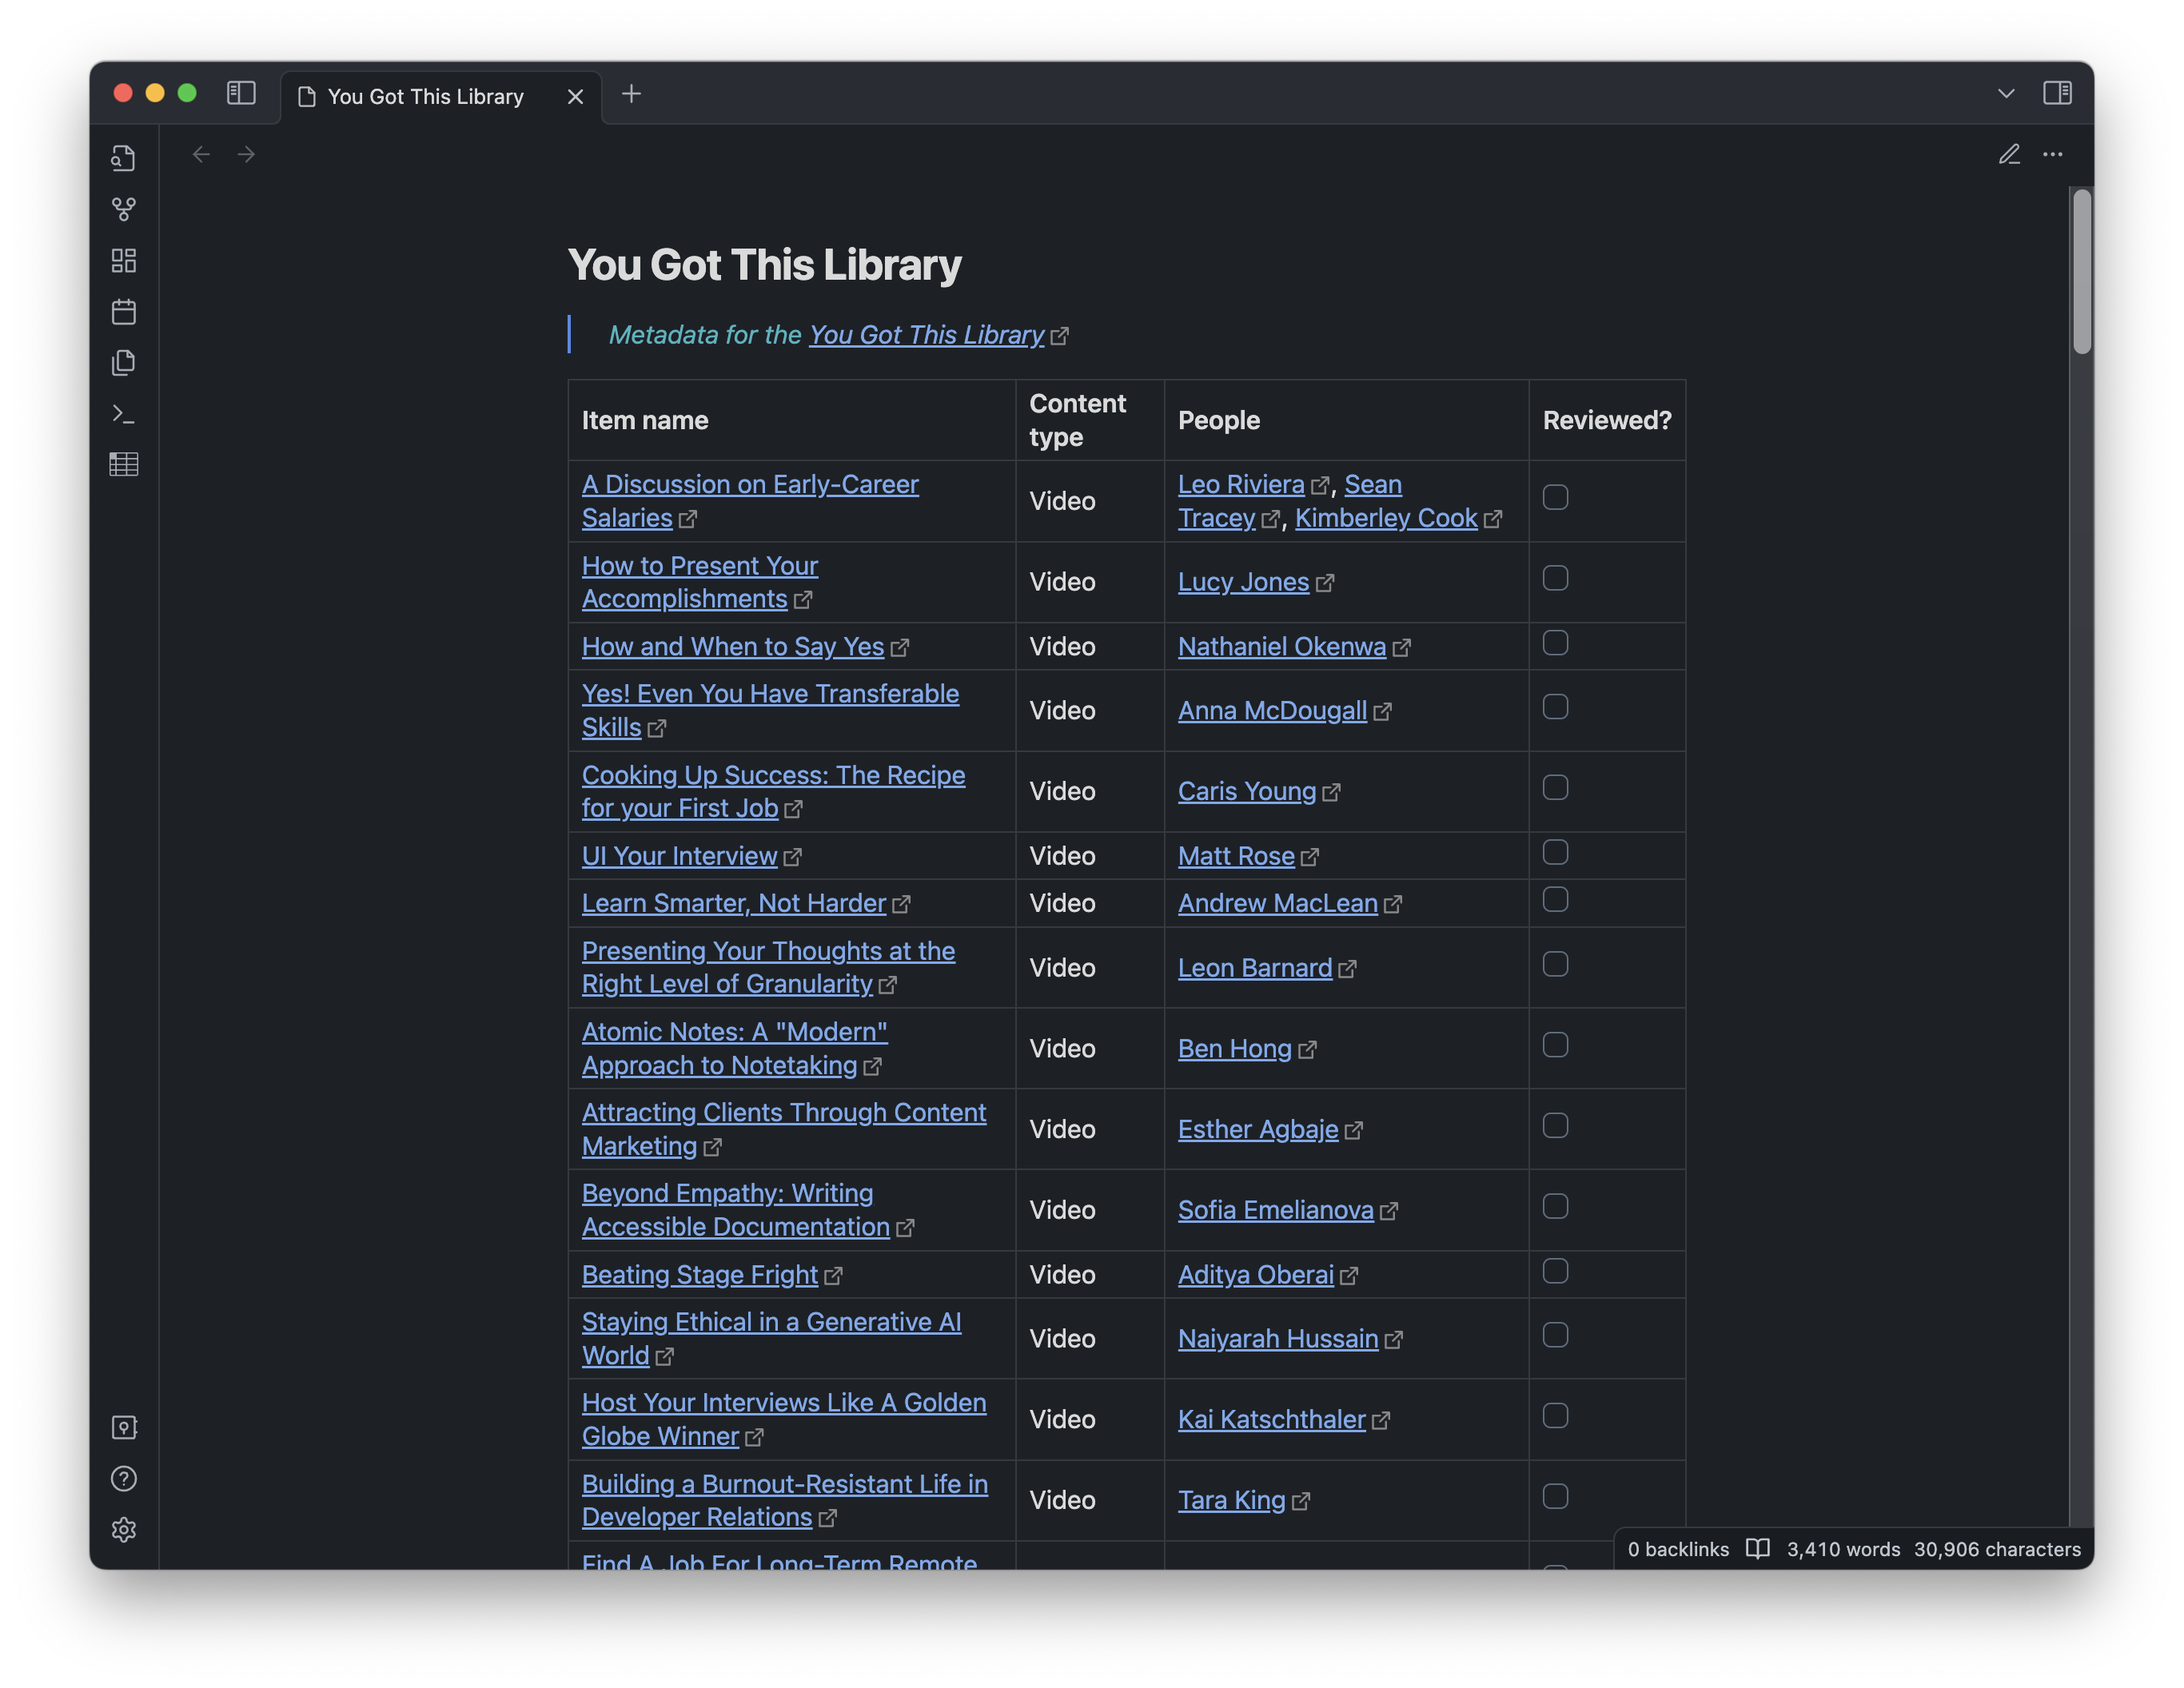 You Got This Library
You Got This Library
Metadata for the You Got This Library
Item name
Content
type
People
Reviewed?
A Discussion on Early-Career
Salaries
Video
Leo Riviera, Sean
Tracey, Kimberley Cook
How to Present Your
Accomplishments
Video
Lucy Jones
How and When to Say Yes
Video
Nathaniel Okenwa
Yes! Even You Have Transferable
Skills
Video
Anna McDougall
Cooking Up Success: The Recipe
for your First Job
Video
Caris Young
UI Your Interview
Video
Matt Rose
Learn Smarter, Not Harder
Video
Andrew MacLean
Presenting Your Thoughts at the
Right Level of Granularity
Video
Leon Barnard
Atomic Notes: A "Modern"
Approach to Notetaking
Video
Ben Hong
Attracting Clients Through Content
Marketing
Video
Esther Agbaje
Beyond Empathy: Writing
Accessible Documentation
Video
Sofia Emelianova
Beating Stage Fright
Video
Aditya Oberai
Staying Ethical in a Generative AI
World
Video
Naiyarah Hussain
Host Your Interviews Like A Golden
Globe Winner
Video
Kai Katschthaler
Building a Burnout-Resistant Life in
Developer Relations
Video
Tara King
Find A Job For Long-Term Remote
0 backlinks 3,410 words 30,906 characters